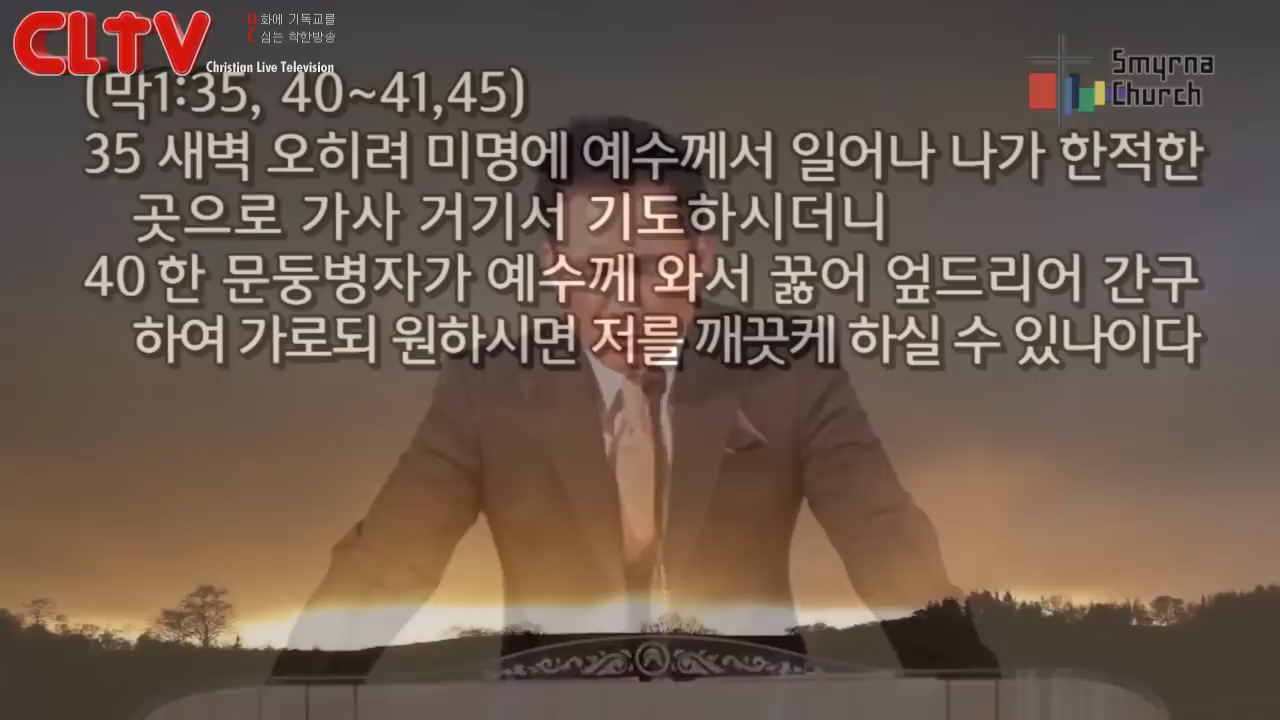 CLTV
문화에 기독교를
심는 착한방송
Christian Live Television
Smyrna
Church
(막1:35, 40~41,45)
35 새벽 오히려 미명에 예수께서 일어나 나가 한적한
곳으로 가사 거기서 기도하시더니
40 한 문둥병자가 예수께 와서 꿇어 엎드리어 간구
하여 가로되 원하시면 저를 깨끗케 하실 수 있나이다